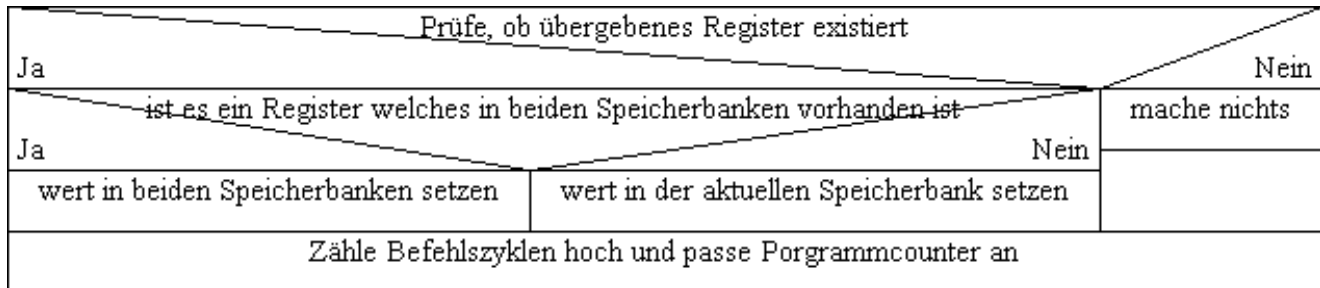 Prüfe, ob übergebenes Register existiert
Ja
Nein
ist es ein Register welches in beiden Speicherbanken vorhanden ist
mache nichts
Ja
Nein
wert in beiden Speicherbanken setzen
wert in der aktuellen Speicherbank setzen
Zähle Befehlszyklen hoch und passe Porgrammcounter an